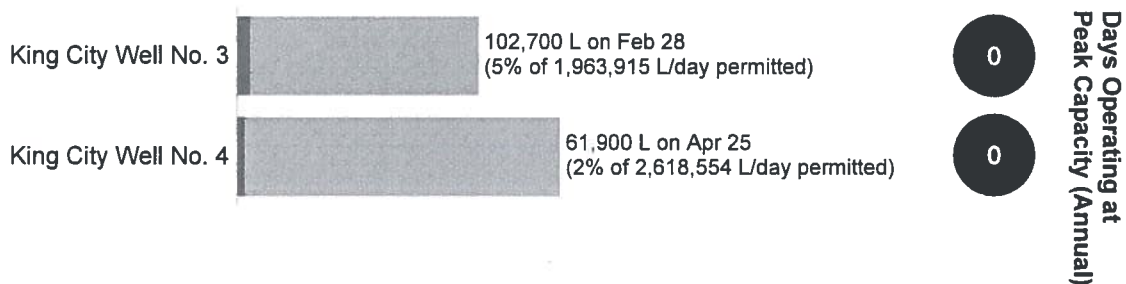 King City Well No. 3
102,700 L on Feb 28
(5% of 1,963,915 L/day permitted)
0
King City Well No. 4
61,900 L on Apr 25
(2% of 2,618,554 L/day permitted)
0
Days Operating at
Peak Capacity (Annual)